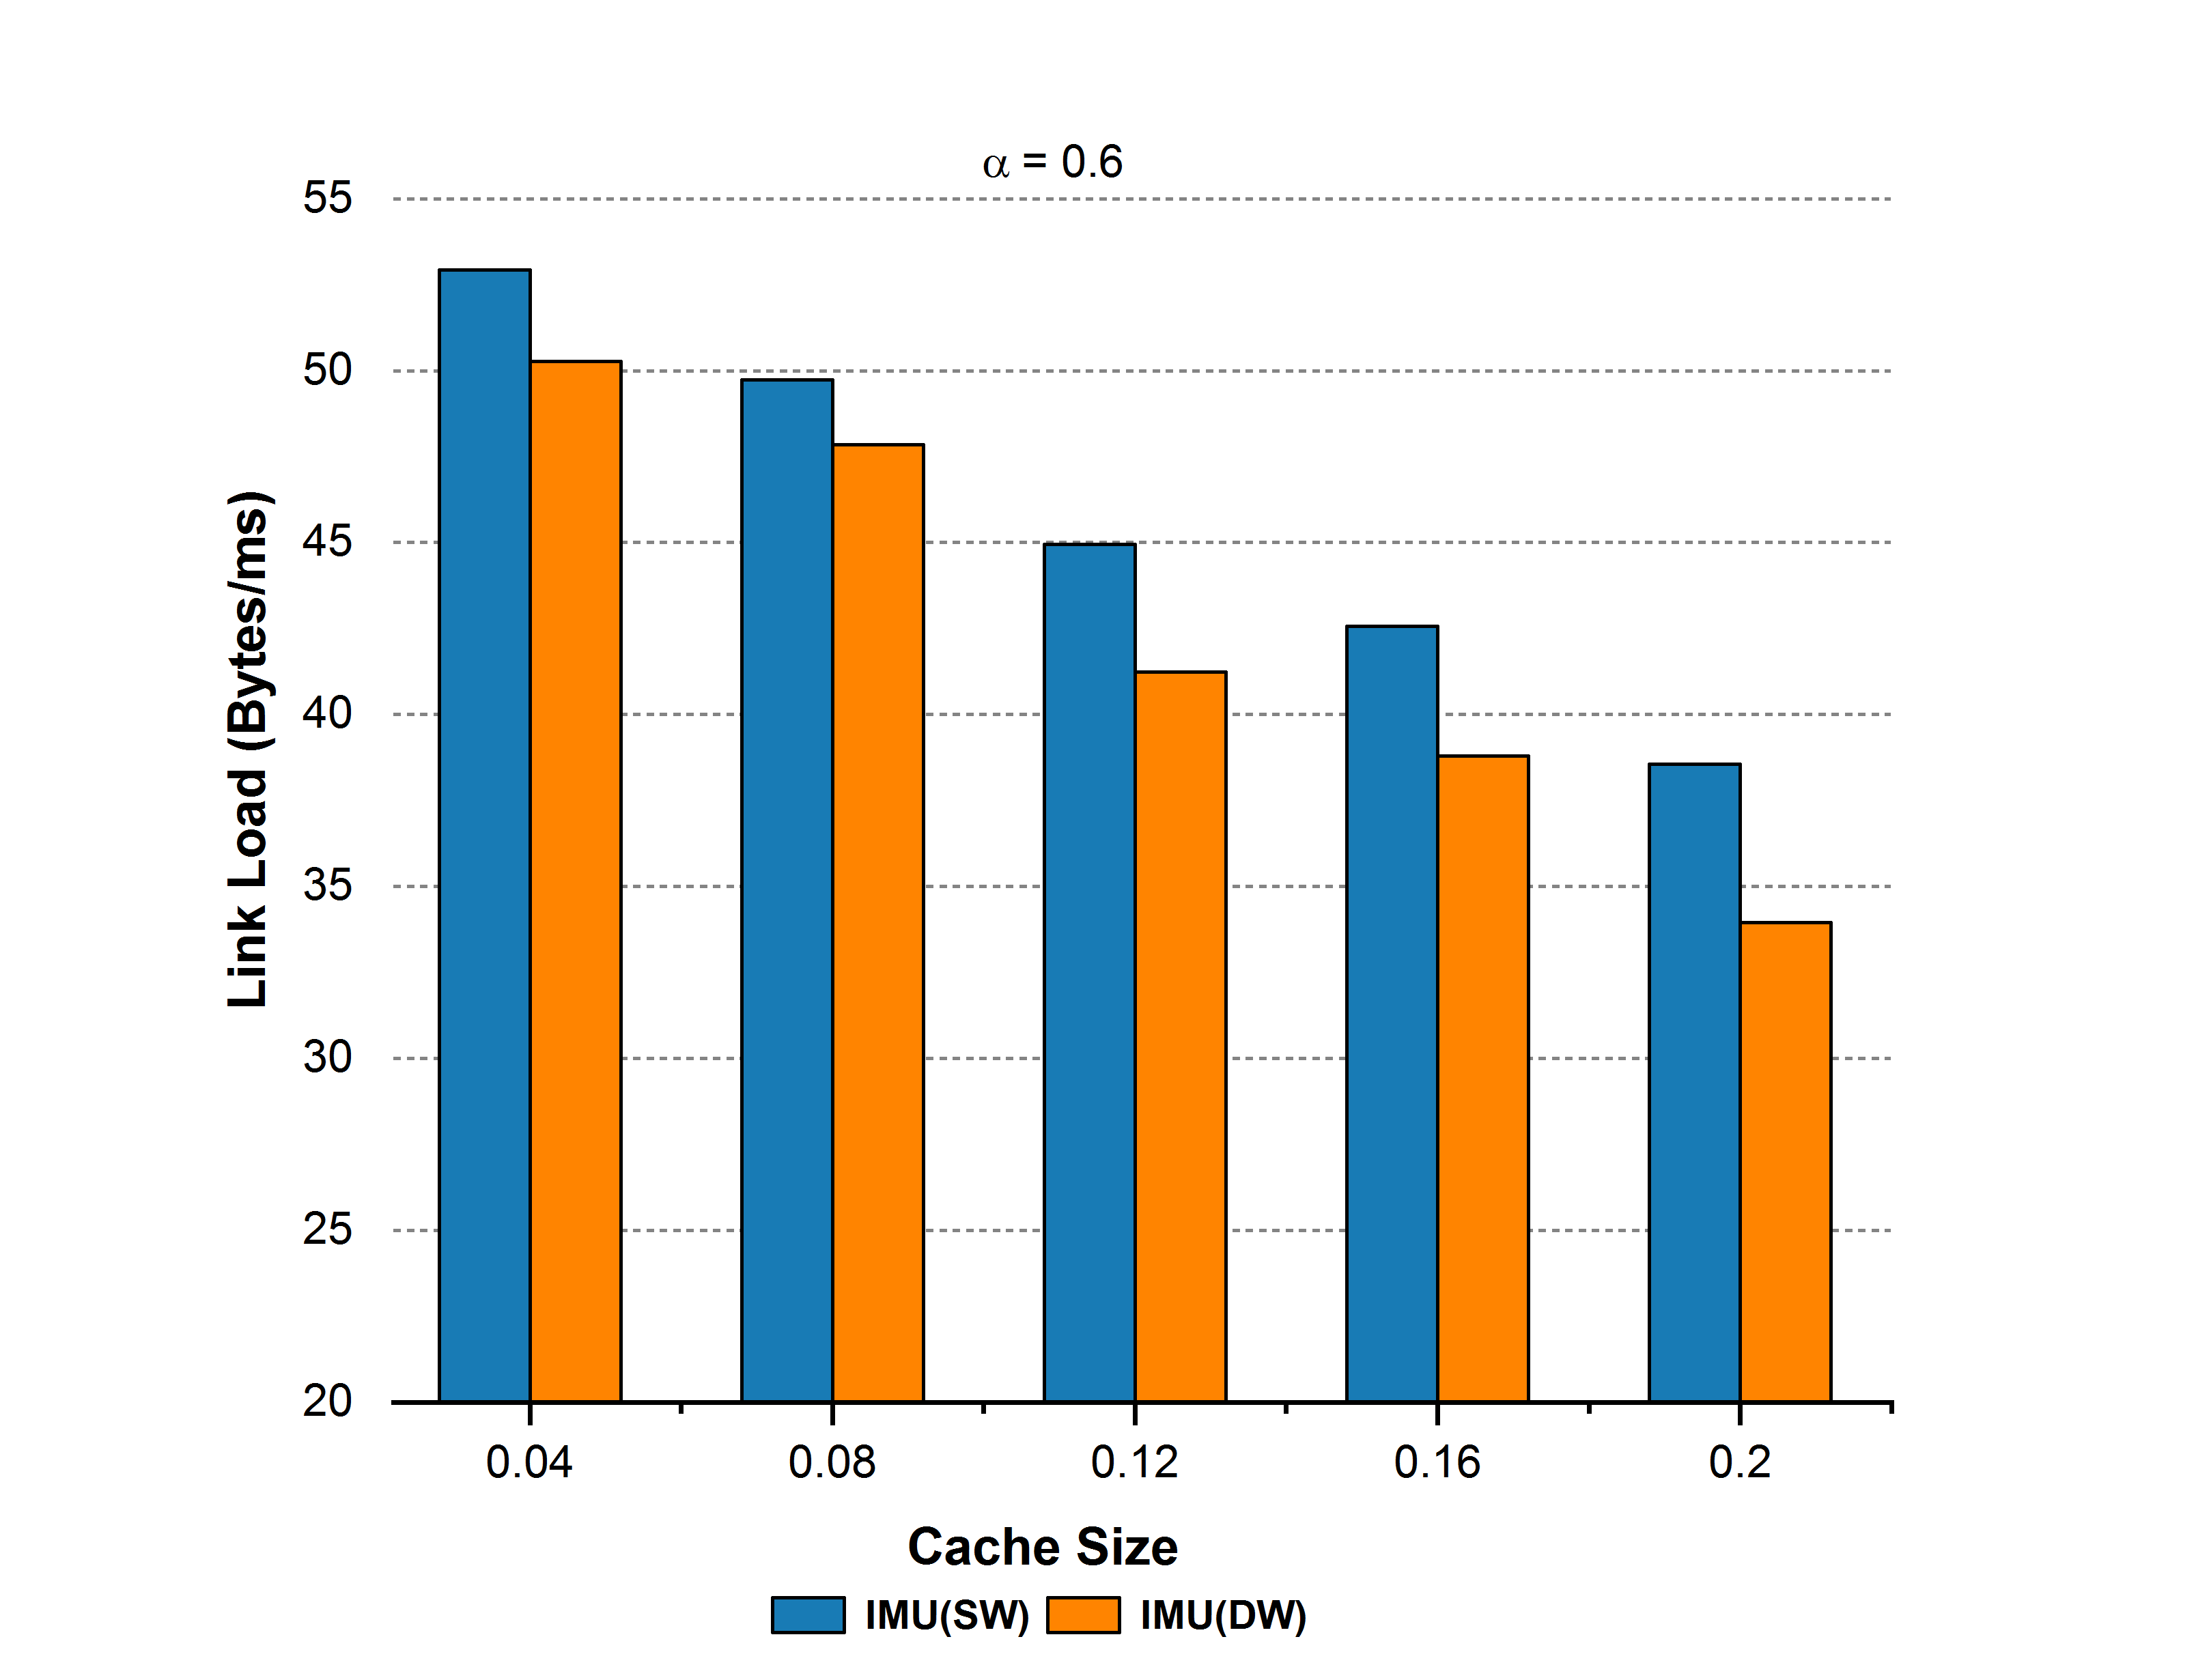 α = 0.6
55
50
45
40
35
30
25
20
Link Load (Bytes/ms)
0.04 0.08 0.12 0.16 0.2
Cache Size
IMU(SW) IMU(DW)